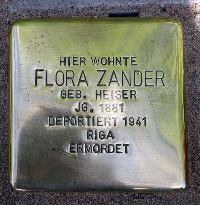 HIER WOHNTE
FLORA ZANDER
GEB. HEISER
JG. 1881
DEPORTIERT 1941
RIGA
ERMORDET